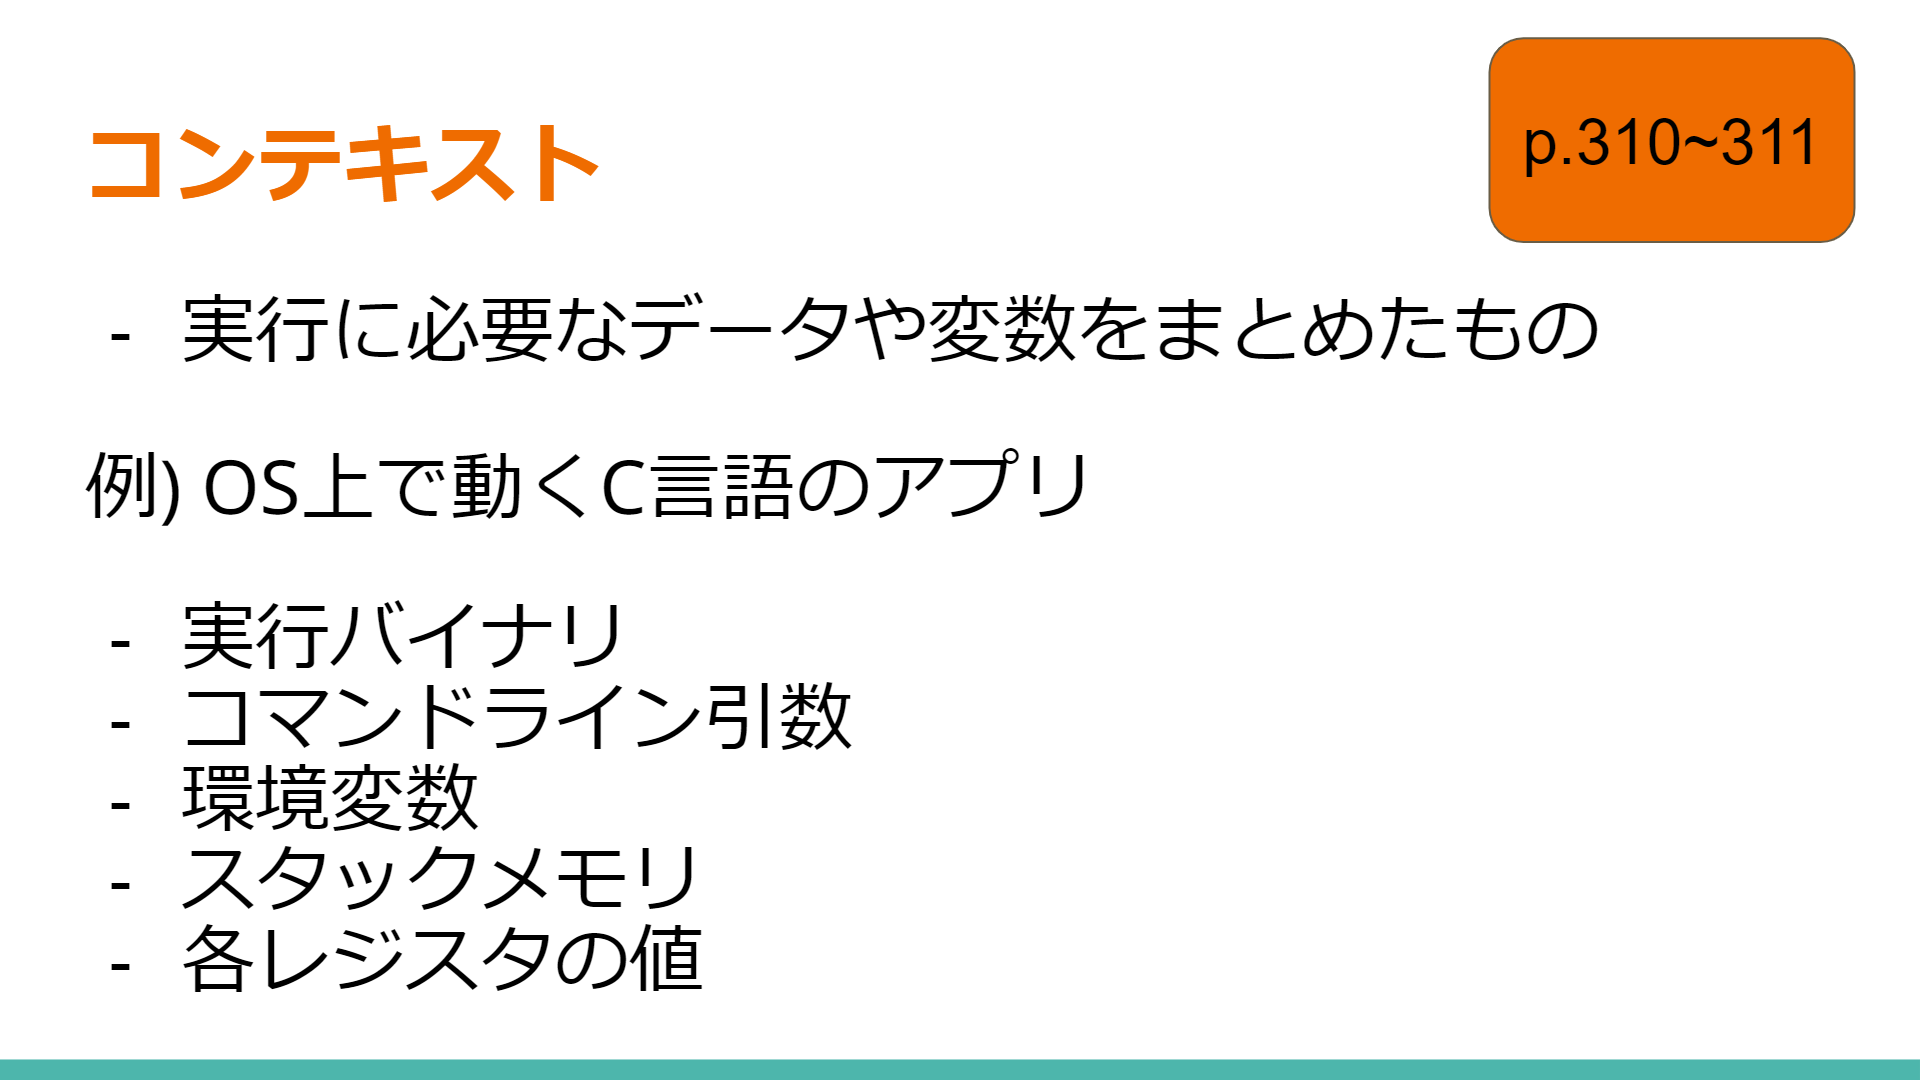 コンテキスト
p.310~311
- 実行に必要なデータや変数をまとめたもの
例) OS上で動くC言語のアプリ
- 実行バイナリ
- コマンドライン引数
- 環境変数
- スタックメモリ
- 各レジスタの値